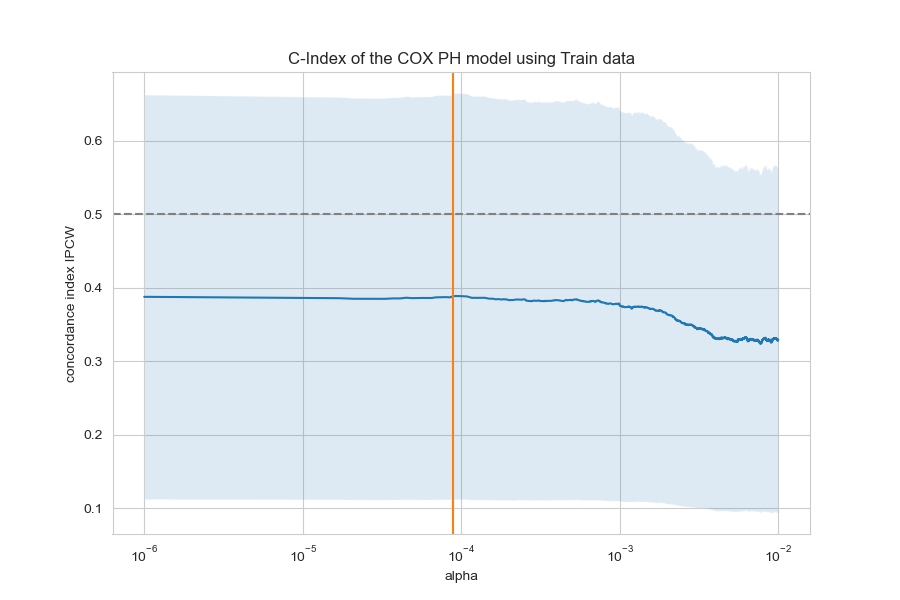 C-Index of the COX PH model using Train data
concordance index IPCW
0.6
0.5
0.4
0.3
0.2
0.1
10⁻⁶ 10⁻⁵ 10⁻⁴ 10⁻³ 10⁻²
alpha